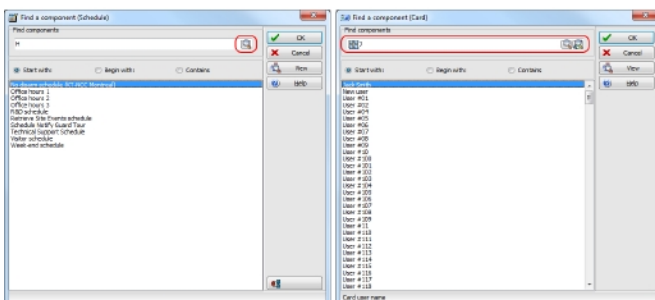 Find a component (Schedule)
Find components
H
Start with:
Begin with:
Contains
OK
Cancel
View
Help
Office hours 1
Office hours 2
Office hours 3
R&D schedule
Retrieve Site Events schedule
Schedule Notify Guard Tour
Technical Support Schedule
Visitor schedule
Week-end schedule
Find a component (Card)
Find components
Start with:
Begin with:
Contains
OK
Cancel
View
Help
Jack Smith
New user
User #01
User #02
User #04
User #05
User #06
User #07
User #08
User #09
User #10
User #100
User #101
User #102
User #103
User #104
User #105
User #106
User #107
User #108
User #109
User #11
User #110
User #111
User #112
User #113
User #114
User #115
User #116
User #117
User #118
Card user name